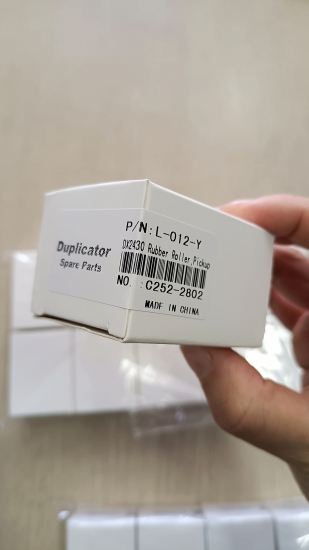 Duplicator
Spare Parts
P/N:L-012-Y
DX2430 Rubber Roller,Pickup
NO.:C252-2802
MADE IN CHINA